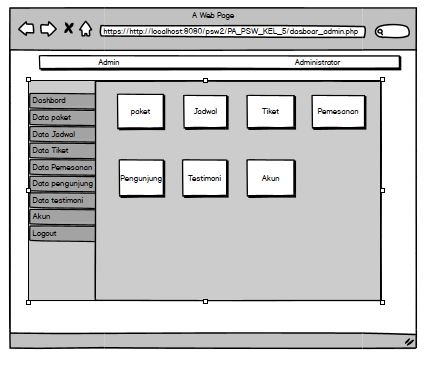 A Web Page
https://http://localhost:8080/psw2/PA_PSW_KEL_5/dasboar_admin.php
Admin Administrator
Dashbord
Data paket
Data Jadwal
Data Tiket
Data Pemesanan
Data pengunjung
Data testimoni
Akun
Logout
paket Jadwal Tiket Pemesanan
Pengunjung Testimoni Akun